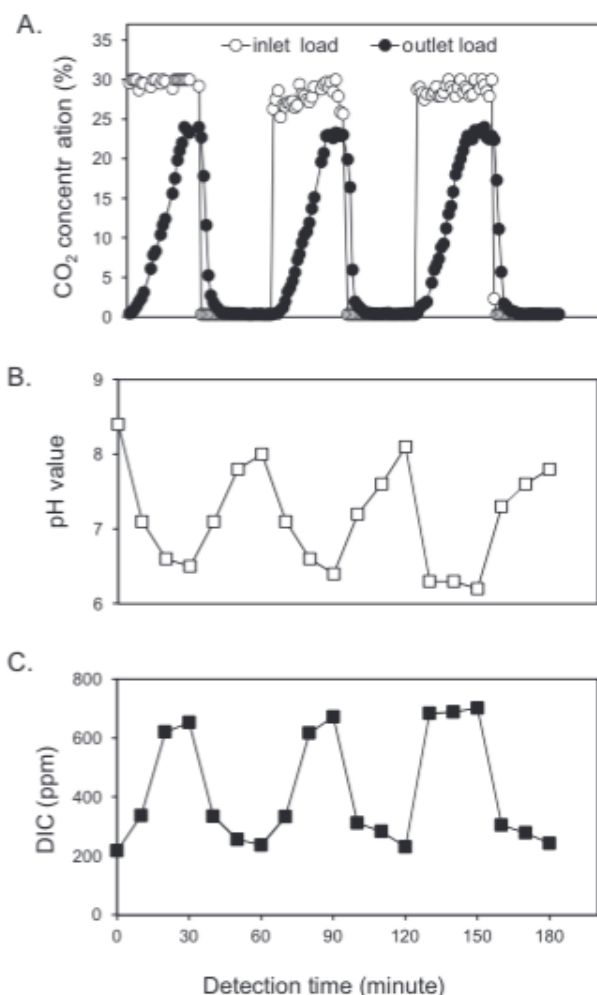 A.
inlet load outlet load
CO2 concentr ation (%)
35
30
25
20
15
10
5
0
B.
pH value
9
8
7
6
C.
DIC (ppm)
800
600
400
200
0
0 30 60 90 120 150 180
Detection time (minute)